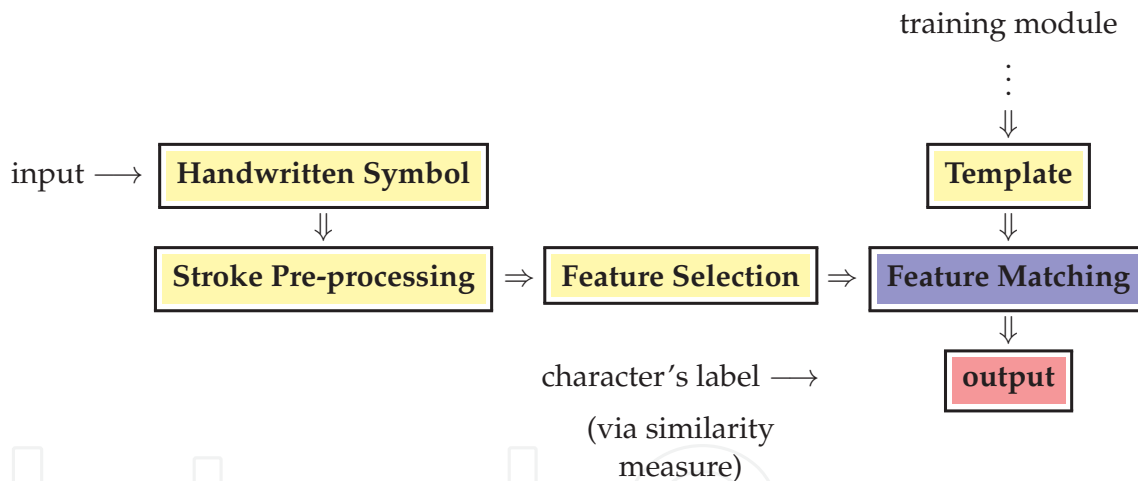 training module
⋮
⇓
input ⟶ Handwritten Symbol Template
⇓ ⇓
Stroke Pre-processing ⇒ Feature Selection ⇒ Feature Matching
⇓
character's label ⟶ output
(via similarity
measure)